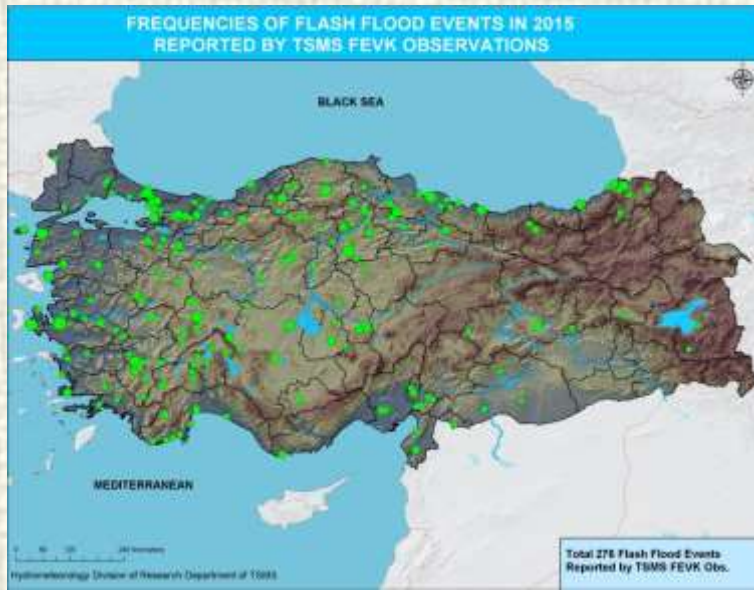 FREQUENCIES OF FLASH FLOOD EVENTS IN 2015
REPORTED BY TSMS FEVK OBSERVATIONS
BLACK SEA
MEDITERRANEAN
Hydrometeorology Division of Research Department of TSMS
Total 276 Flash Flood Events
Reported by TSMS FEVK Obs.